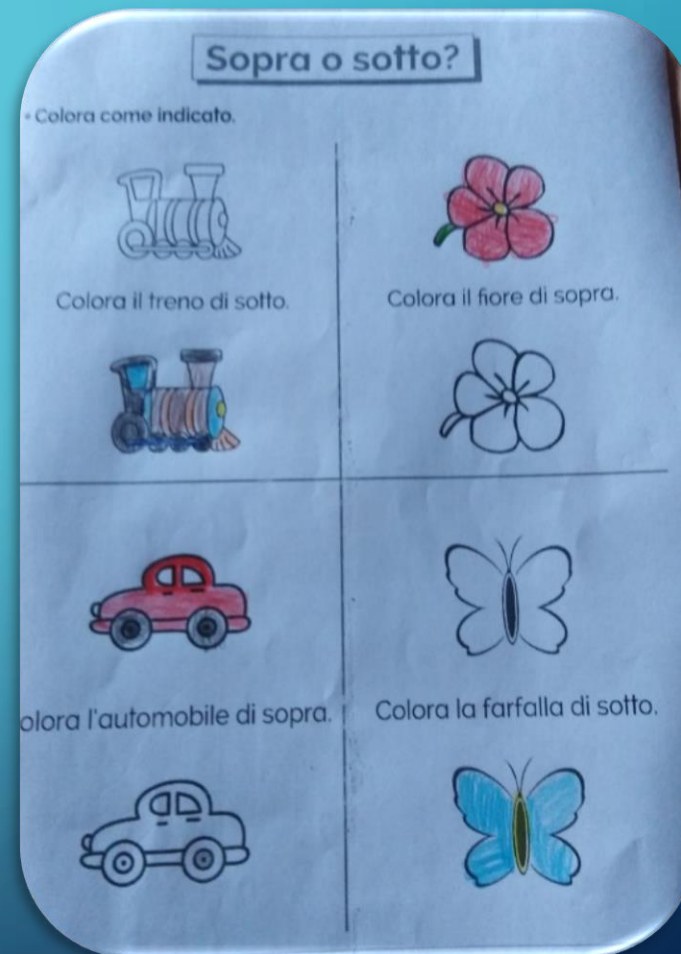 Sopra o sotto?
• Colora come indicato.
Colora il treno di sotto.
Colora il fiore di sopra.
olora l'automobile di sopra.
Colora la farfalla di sotto.